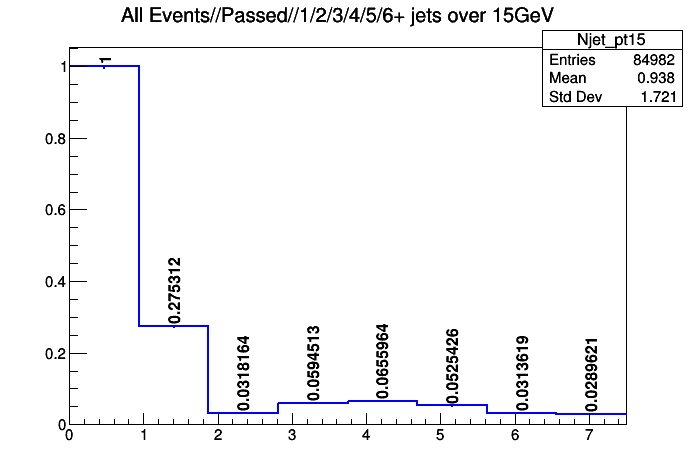 All Events//Passed//1/2/3/4/5/6+ jets over 15GeV
Njet_pt15
Entries 84982
Mean 0.938
Std Dev 1.721
1
0.8
0.6
0.4
0.2
0
1
0.275312
0.0318164
0.0594513
0.0655964
0.0525426
0.0313619
0.0289621
0 1 2 3 4 5 6 7